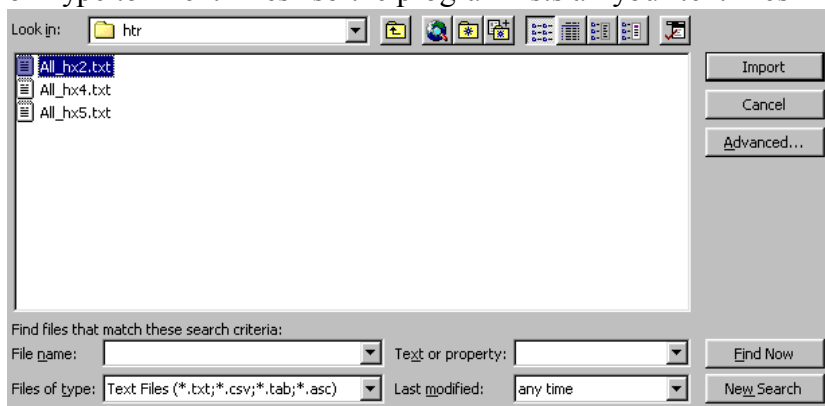 Look in: htr
All_hx2.txt
All_hx4.txt
All_hx5.txt
Import
Cancel
Advanced...
Find files that match these search criteria:
File name: Text or property: Find Now
Files of type: Text Files (*.txt;*.csv;*.tab;*.asc) Last modified: any time New Search